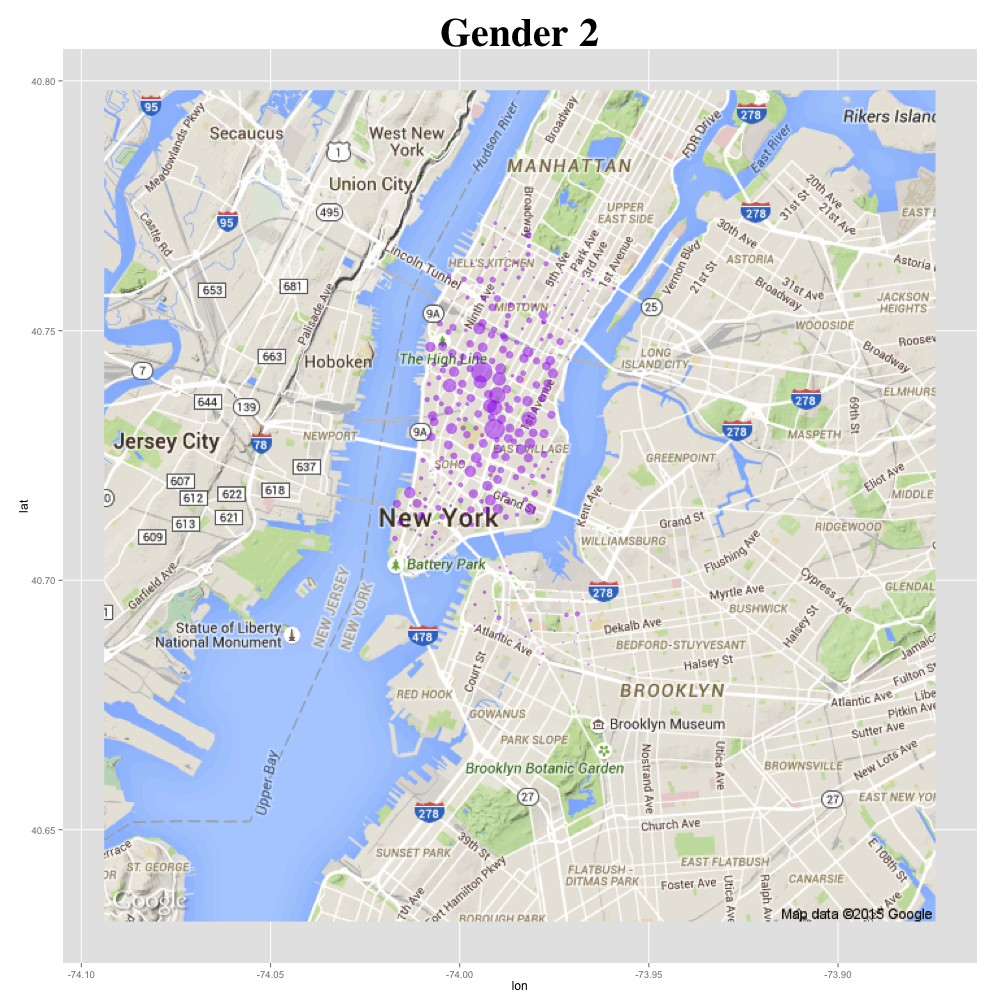 Gender 2
40.80
40.75
40.70
40.65
lat
-74.10
-74.05
-74.00
-73.95
-73.90
lon
95
Secaucus
Meadowlands Pkwy
1
West New
York
Union City
495
Hudson River
Broadway
MANHATTAN
FDR Drive
278
East River
Rikers Island
95
Castle Rd
653
681
Palisade Ave
Lincoln Tunnel
HELL'S KITCHEN
Broadway
UPPER
EAST SIDE
5th Ave
Park Ave
3rd Ave
1st Avenue
Vernon Blvd
21st St
278
30th Ave
31st St
20th Ave
21st Ave
EAST E
ASTORIA
31st Ave
Broadway
Astoria
JACKSON
HEIGHTS
9A
Ninth Ave
MIDTOWN
25
WOODSIDE
Roosev
Broadway
7
663
Hoboken
The High Line
LONG
ISLAND CITY
ELMHURS
644
139
278
69th St
MASPETH
Jersey City
78
NEWPORT
9A
1st Avenue
EAST VILLAGE
SOHO
278
GREENPOINT
607
612
622
618
637
613
621
609
Grand St
New York
Kent Ave
Grand St
WILLIAMSBURG
Eliot Ave
MIDDLE
RIDGEWOOD
Flushing Ave
Garfield Ave
NEW JERSEY
NEW YORK
Battery Park
278
Myrtle Ave
BUSHWICK
Cypress Ave
GLENDAL
1
Statue of Liberty
National Monument
478
Atlantic Ave
Dekalb Ave
BEDFORD-STUYVESANT
Halsey St
Halsey St
Jamaica
Court St
RED HOOK
GOWANUS
BROOKLYN
Atlantic Ave
Fulton St
Libe
Pitkin Ave
Sutter Ave
PARK SLOPE
Brooklyn Museum
Brooklyn Botanic Garden
Nostrand Ave
Utica Ave
BROWNSVILLE
New Lots Ave
Upper Bay
278
27
27
EAST NEW YOR
Church Ave
SUNSET PARK
39th St
Fort Hamilton Pkwy
FLATBUSH -
DITMAS PARK
EAST FLATBUSH
Foster Ave
Utica Ave
Ralph Av
CANARSIE
E 108th St
errace
ST. GEORGE
Google
BOROUGH PARK
Map data ©2015 Google